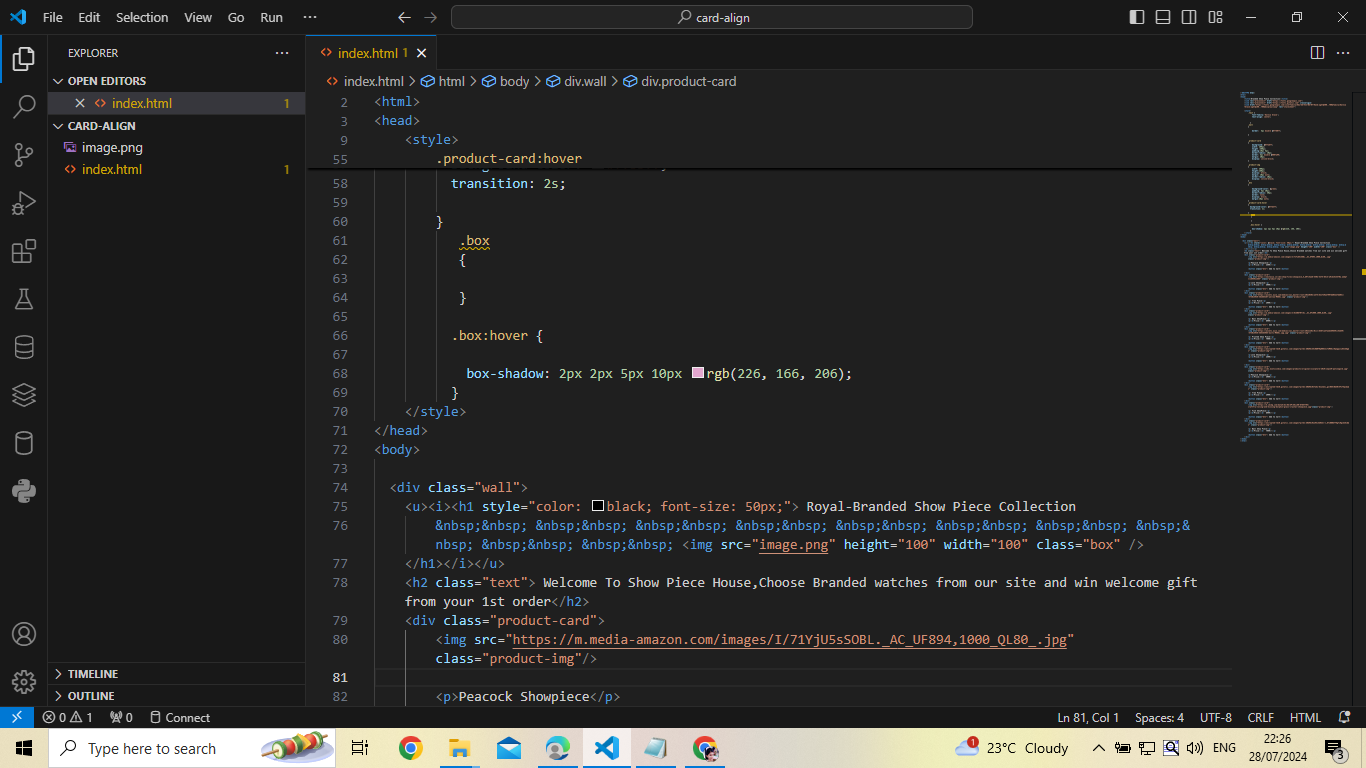 File Edit Selection View Go Run ··· card-align
EXPLORER ···
OPEN EDITORS
index.html 1
CARD-ALIGN
image.png
index.html 1
TIMELINE
OUTLINE
index.html 1
index.html > html > body > div.wall > div.product-card
2 <html>
3 <head>
9 <style>
55 .product-card:hover
58 transition: 2s;
59
60 }
61 .box
62 {
63
64 }
65
66 .box:hover {
67
68 box-shadow: 2px 2px 5px 10px rgb(226, 166, 206);
69 }
70 </style>
71 </head>
72 <body>
73
74 <div class="wall">
75 <u><i><h1 style="color: black; font-size: 50px;"> Royal-Branded Show Piece Collection
76 &nbsp;&nbsp; &nbsp;&nbsp; &nbsp;&nbsp; &nbsp;&nbsp; &nbsp;&nbsp; &nbsp;&nbsp; &nbsp;&nbsp; &nbsp;&
nbsp; &nbsp;&nbsp; &nbsp;&nbsp; <img src="image.png" height="100" width="100" class="box" />
77 </h1></i></u>
78 <h2 class="text"> Welcome To Show Piece House,Choose Branded watches from our site and win welcome gift
from your 1st order</h2>
79 <div class="product-card">
80 <img src="https://m.media-amazon.com/images/I/71YjU5sSOBL._AC_UF894,1000_QL80_.jpg"
class="product-img"/>
81
82 <p>Peacock Showpiece</p>
0 1 0 Connect
Ln 81, Col 1 Spaces: 4 UTF-8 CRLF HTML
Type here to search
1 23°C Cloudy ENG 22:26
28/07/2024 3